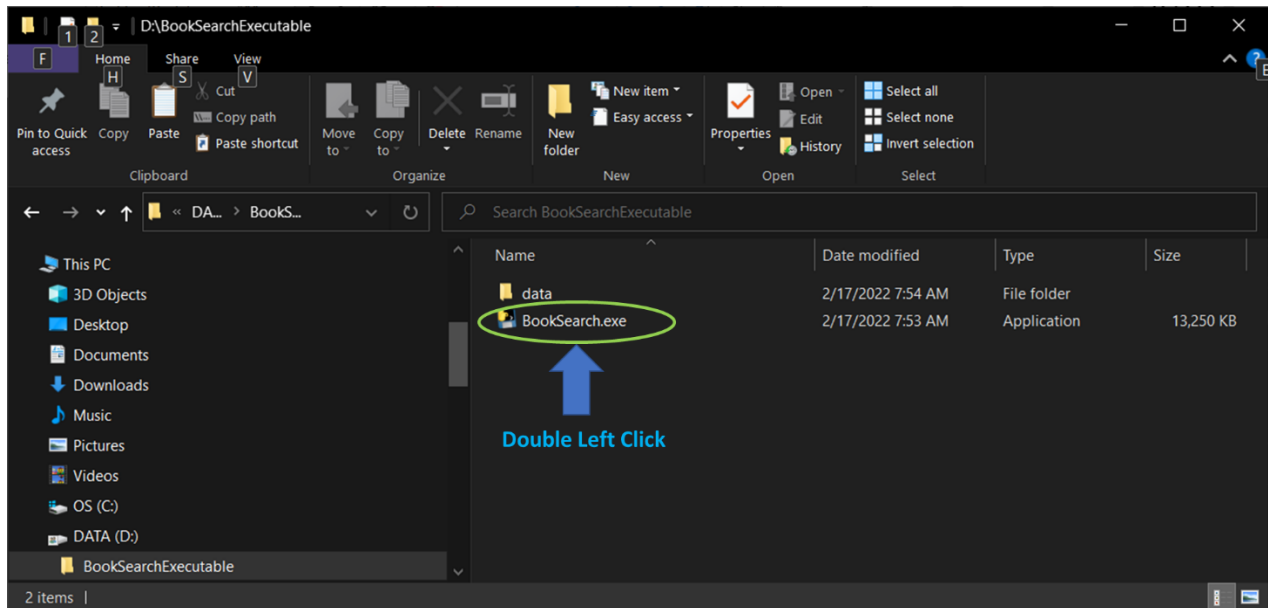 1 2 D:\BookSearchExecutable
F Home Share View
H S V E
Pin to Quick access
Copy
Paste
Cut
Copy path
Paste shortcut
Clipboard
Move to
Copy to
Delete
Rename
Organize
New folder
New item
Easy access
New
Properties
Open
Edit
History
Open
Select all
Select none
Invert selection
Select
« DA... > BookS...
Search BookSearchExecutable
This PC
3D Objects
Desktop
Documents
Downloads
Music
Pictures
Videos
OS (C:)
DATA (D:)
BookSearchExecutable
Name Date modified Type Size
data 2/17/2022 7:54 AM File folder
BookSearch.exe 2/17/2022 7:53 AM Application 13,250 KB
Double Left Click
2 items